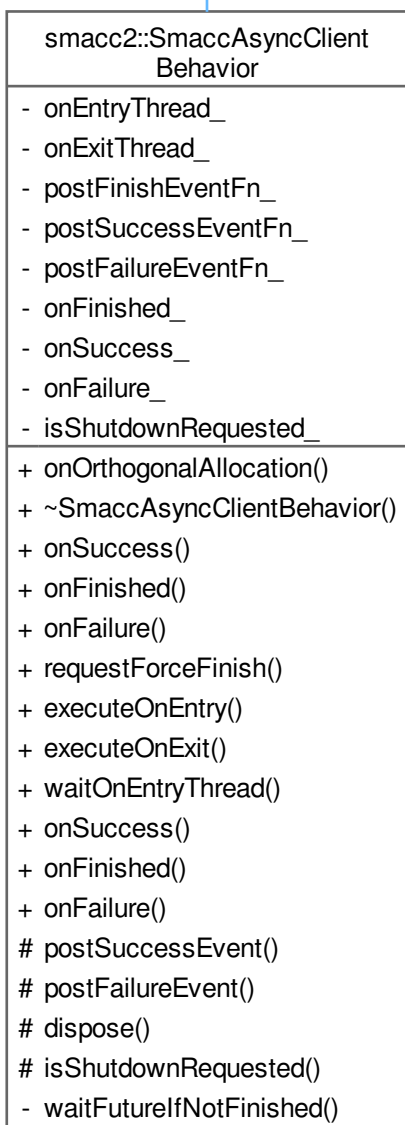 smacc2::SmaccAsyncClient
Behavior
- onEntryThread_
- onExitThread_
- postFinishEventFn_
- postSuccessEventFn_
- postFailureEventFn_
- onFinished_
- onSuccess_
- onFailure_
- isShutdownRequested_
+ onOrthogonalAllocation()
+ ~SmaccAsyncClientBehavior()
+ onSuccess()
+ onFinished()
+ onFailure()
+ requestForceFinish()
+ executeOnEntry()
+ executeOnExit()
+ waitOnEntryThread()
+ onSuccess()
+ onFinished()
+ onFailure()
# postSuccessEvent()
# postFailureEvent()
# dispose()
# isShutdownRequested()
- waitFutureIfNotFinished()